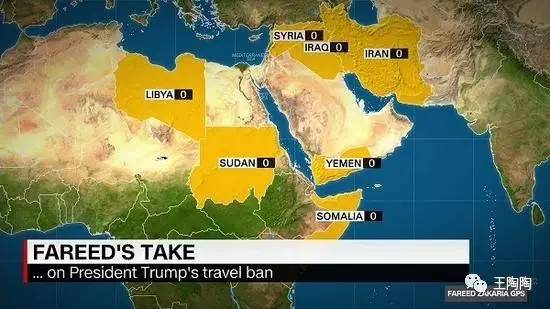 SYRIA 0
IRAQ 0
IRAN 0
MEDITERRANEAN
LIBYA 0
SUDAN 0
YEMEN 0
SOMALIA 0
FAREED'S TAKE
... on President Trump's travel ban
王陶陶
FAREED ZAKARIA GPS